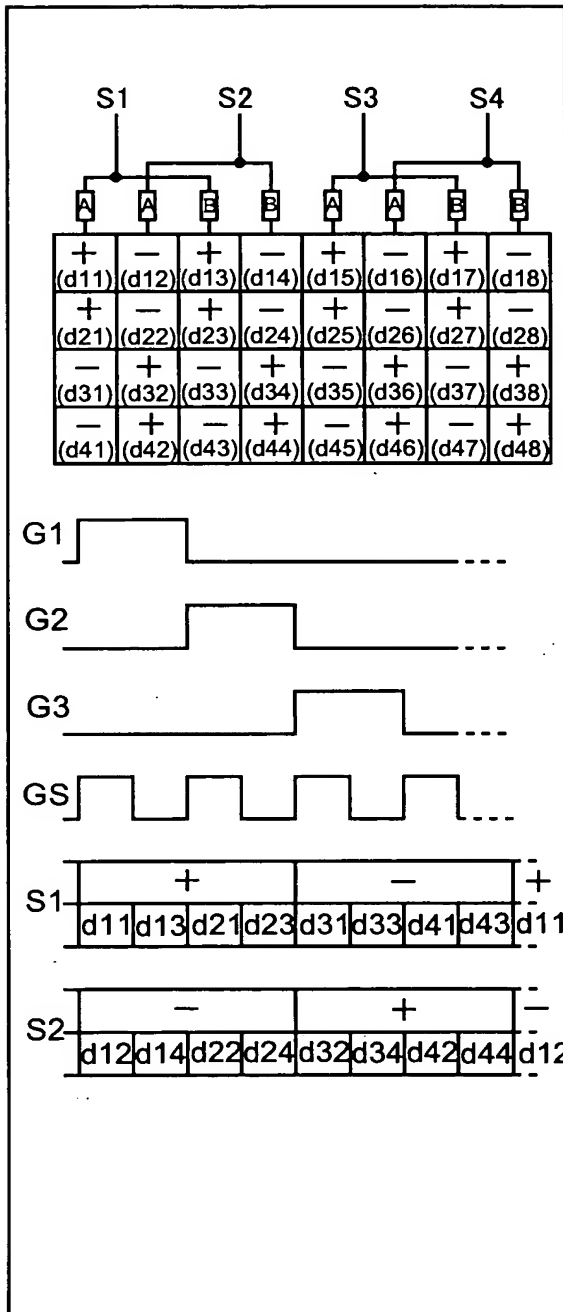 S1 S2 S3 S4
A A B B A A B B
+ − + − + − + −
(d11) (d12) (d13) (d14) (d15) (d16) (d17) (d18)
+ − + − + − + −
(d21) (d22) (d23) (d24) (d25) (d26) (d27) (d28)
− + − + − + − +
(d31) (d32) (d33) (d34) (d35) (d36) (d37) (d38)
− + − + − + − +
(d41) (d42) (d43) (d44) (d45) (d46) (d47) (d48)
G1
G2
G3
GS
+ − +
S1
d11 d13 d21 d23 d31 d33 d41 d43 d11
− + −
S2
d12 d14 d22 d24 d32 d34 d42 d44 d12